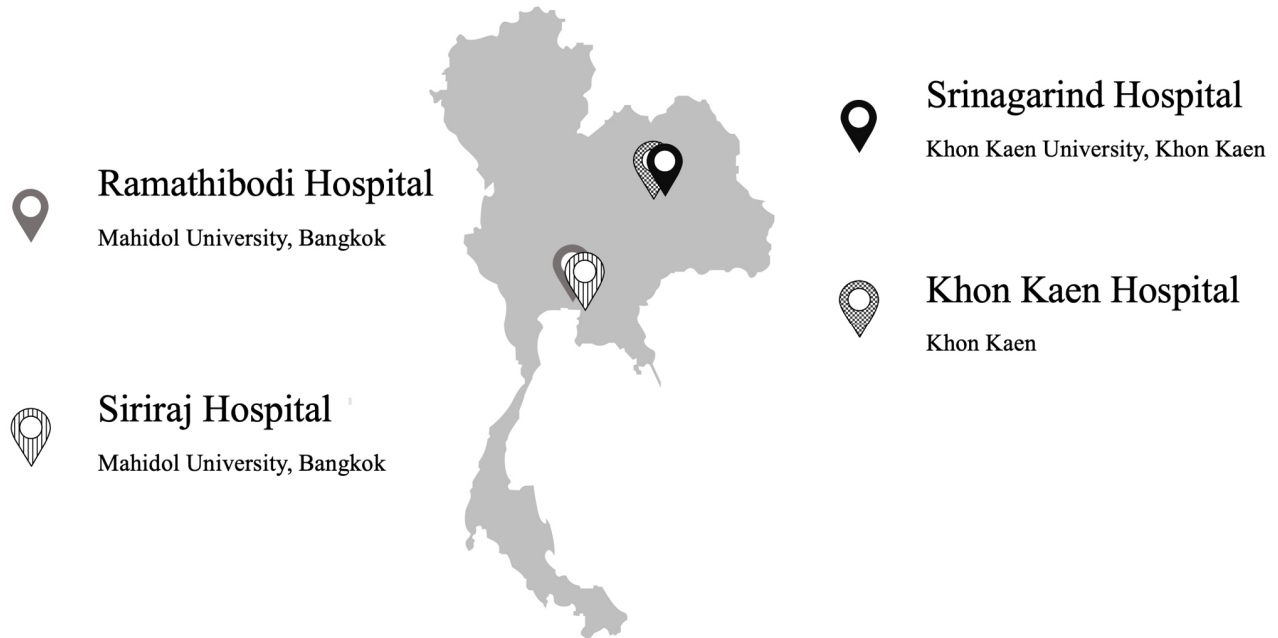 Ramathibodi Hospital
Mahidol University, Bangkok
Siriraj Hospital
Mahidol University, Bangkok
Srinagarind Hospital
Khon Kaen University, Khon Kaen
Khon Kaen Hospital
Khon Kaen